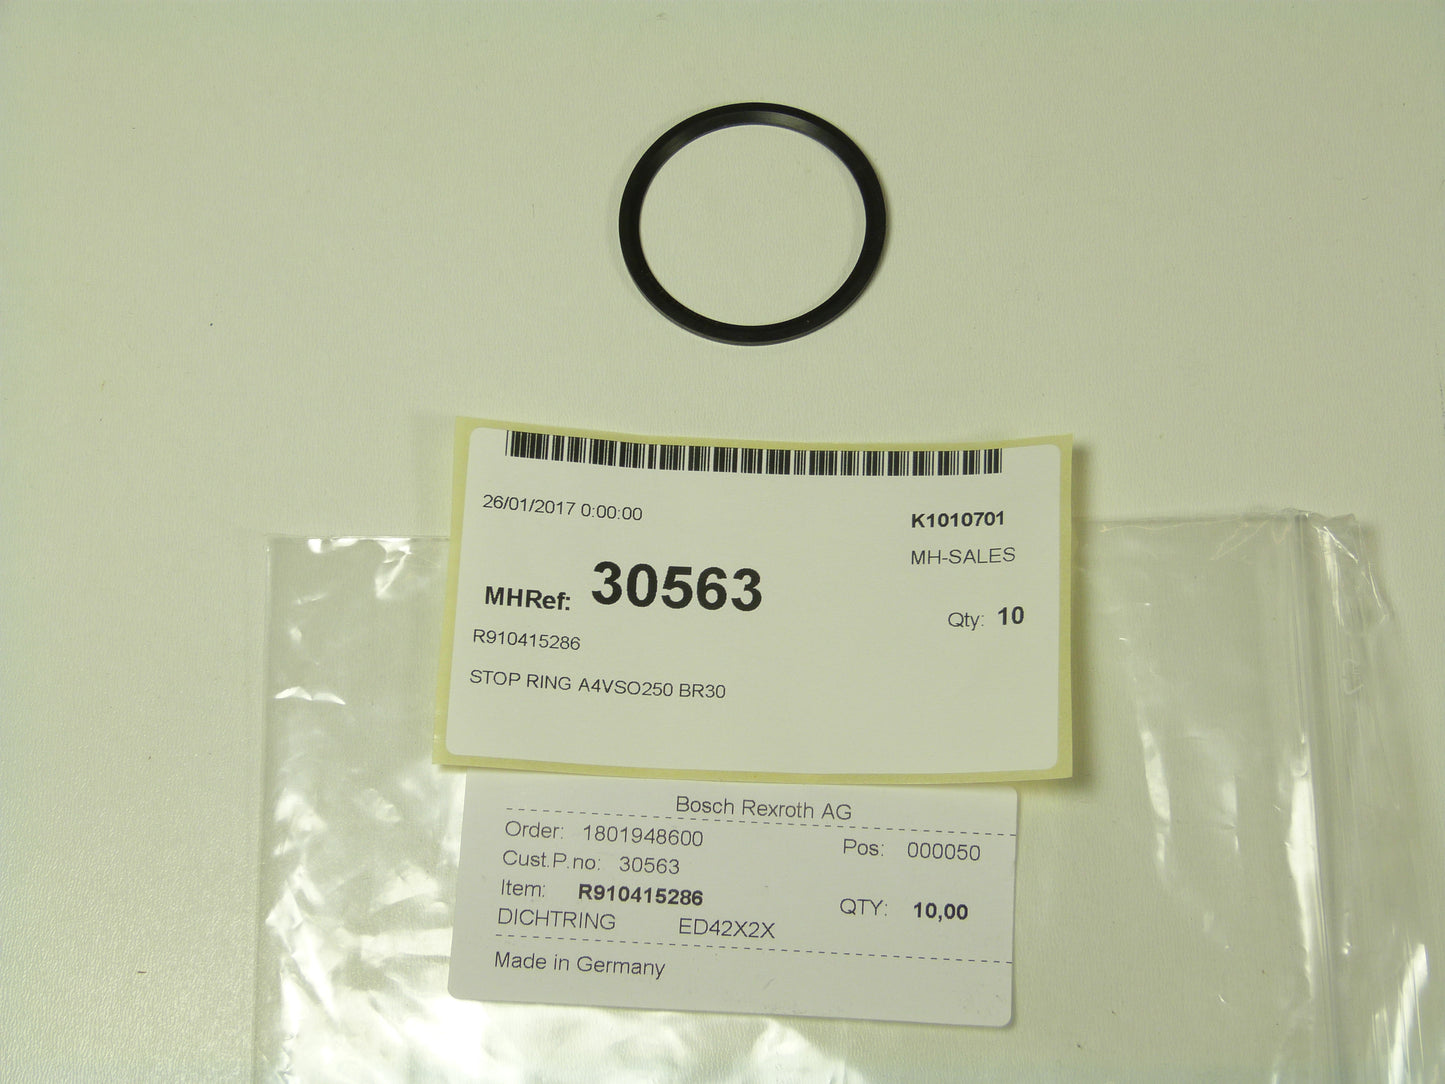 26/01/2017 0:00:00
K1010701
MH-SALES
MHRef: 30563
Qty: 10
R910415286
STOP RING A4VSO250 BR30
Bosch Rexroth AG
Order: 1801948600 Pos: 000050
Cust.P.no: 30563
Item: R910415286 QTY: 10,00
DICHTRING ED42X2X
Made in Germany